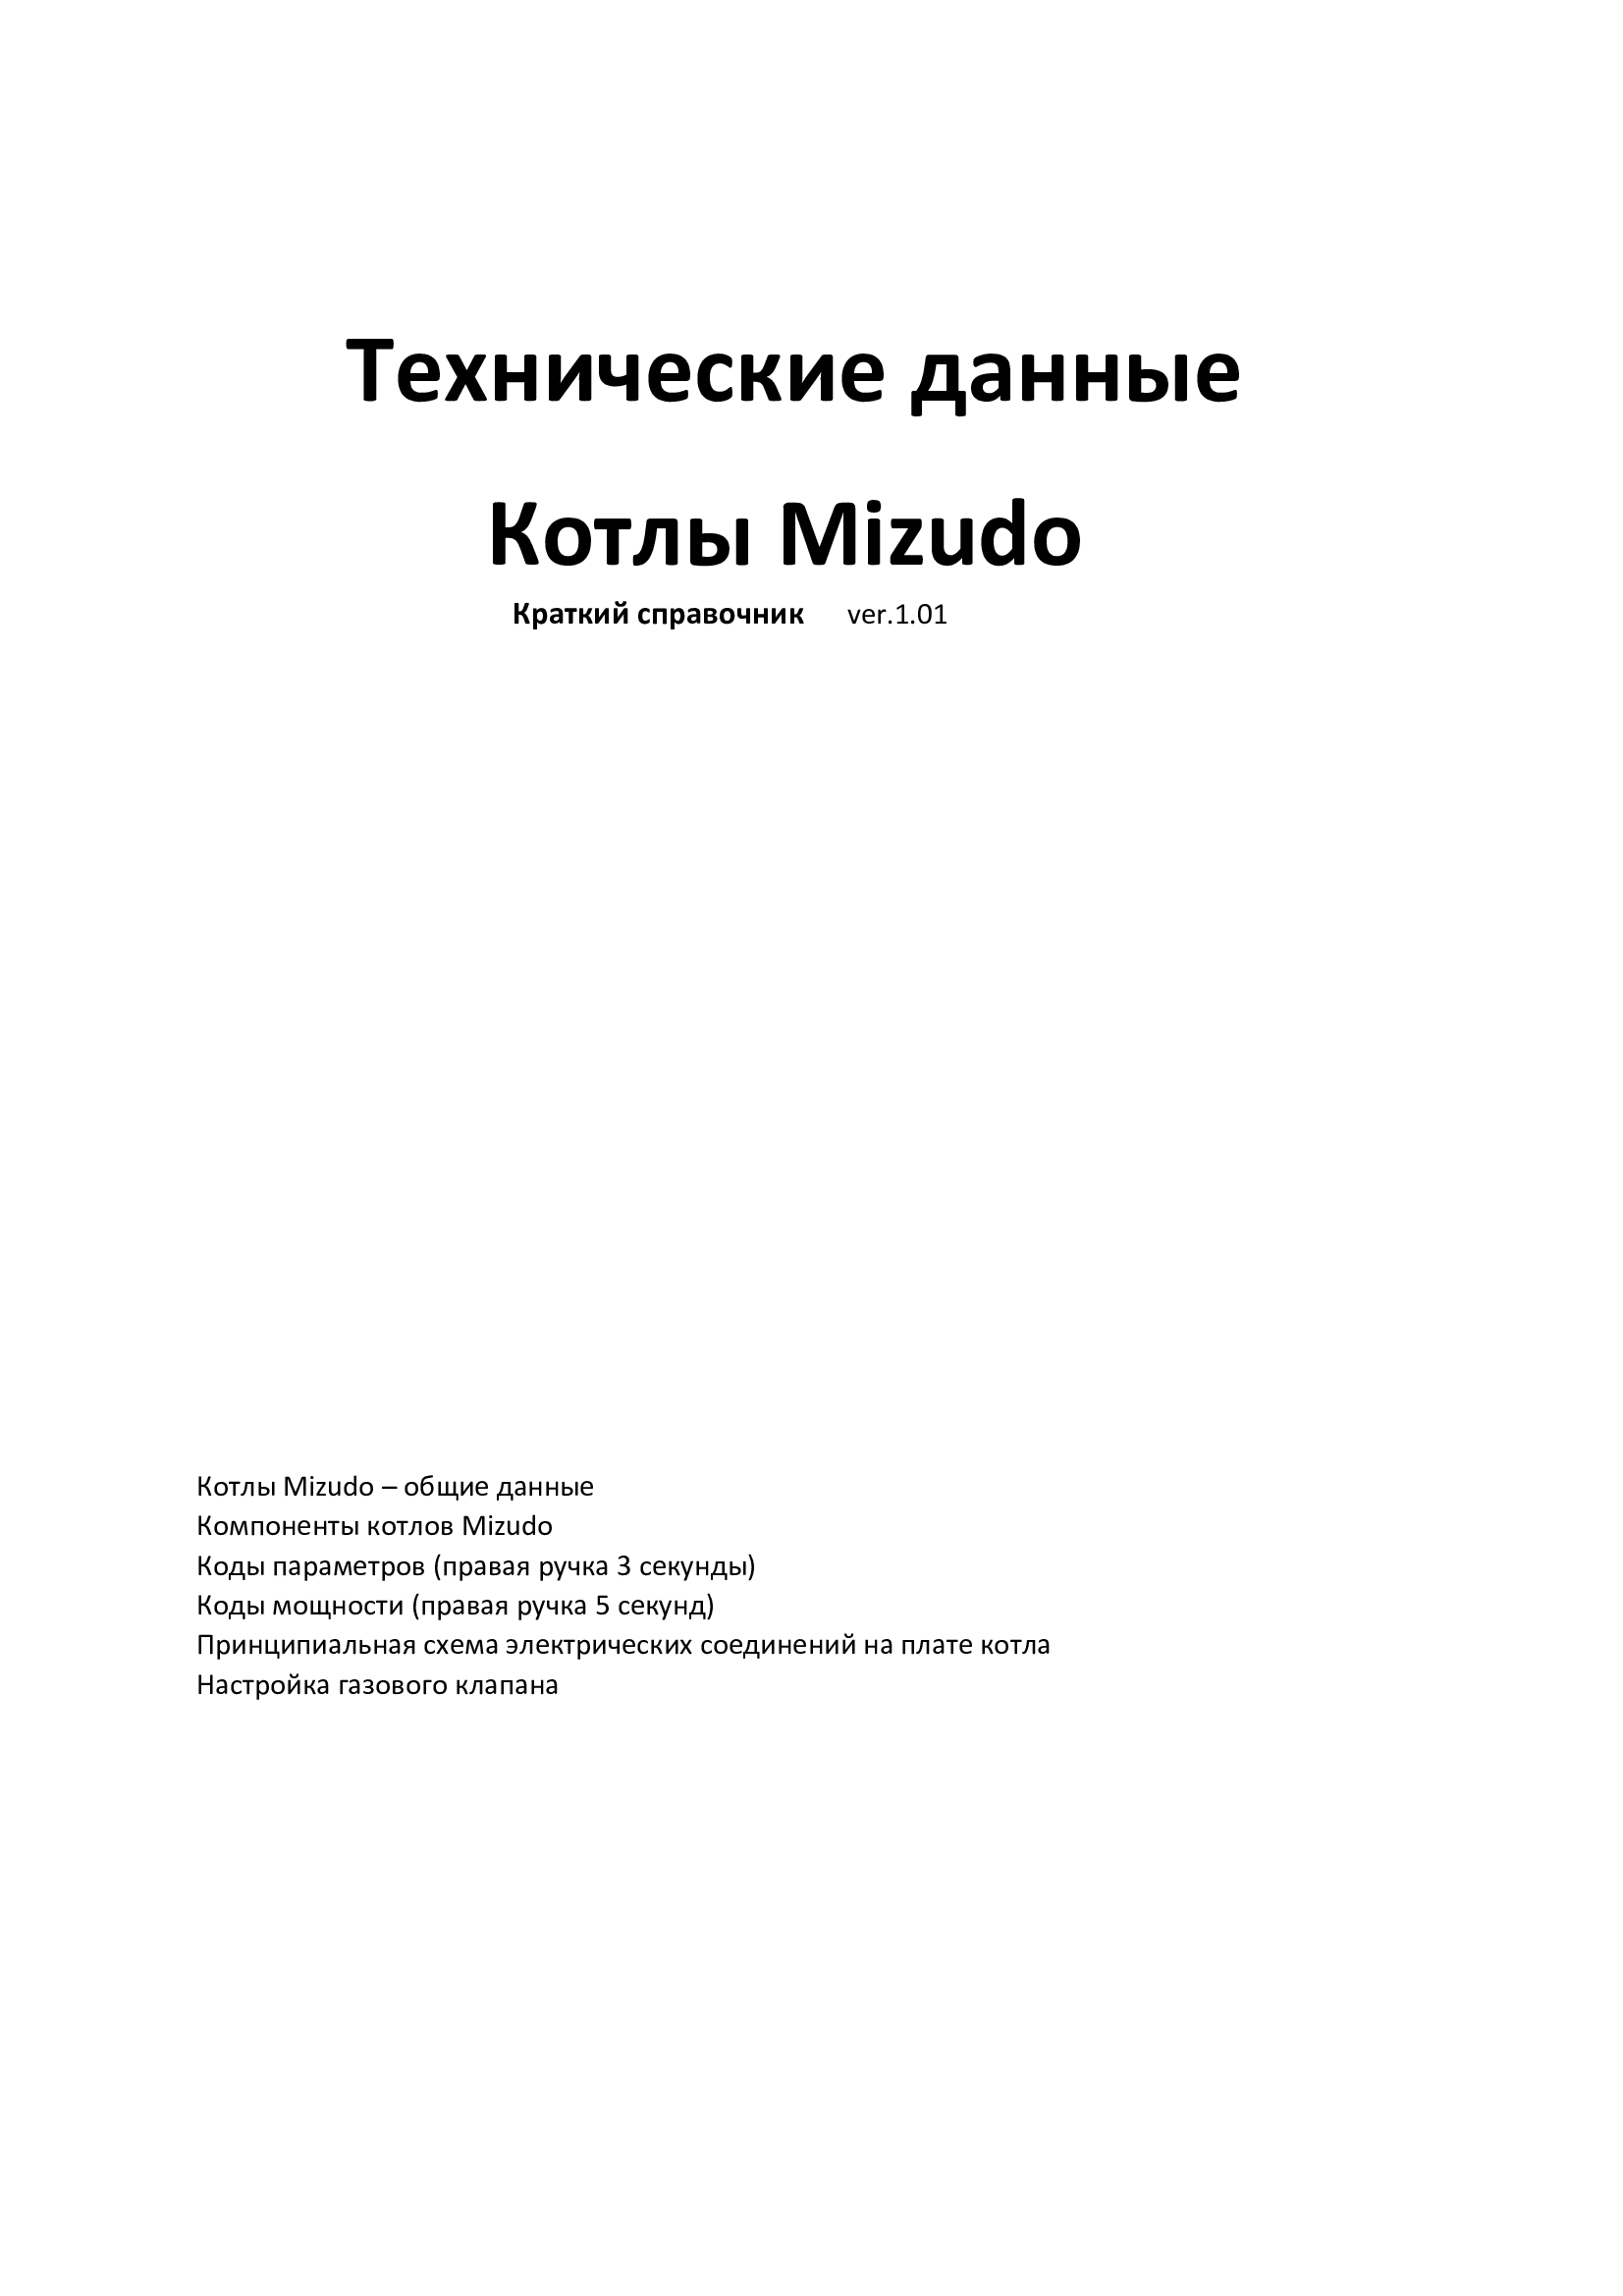 Технические данные
Котлы Mizudo
Краткий справочник ver.1.01
Котлы Mizudo – общие данные
Компоненты котлов Mizudo
Коды параметров (правая ручка 3 секунды)
Коды мощности (правая ручка 5 секунд)
Принципиальная схема электрических соединений на плате котла
Настройка газового клапана